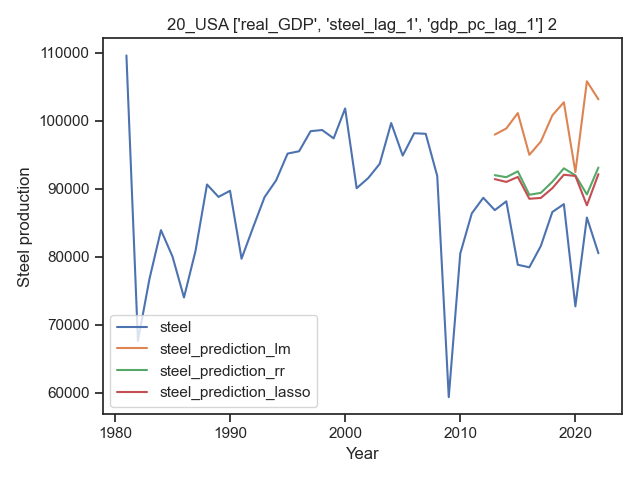 20_USA ['real_GDP', 'steel_lag_1', 'gdp_pc_lag_1'] 2
110000
100000
90000
80000
70000
60000
Steel production
steel
steel_prediction_lm
steel_prediction_rr
steel_prediction_lasso
1980 1990 2000 2010 2020
Year